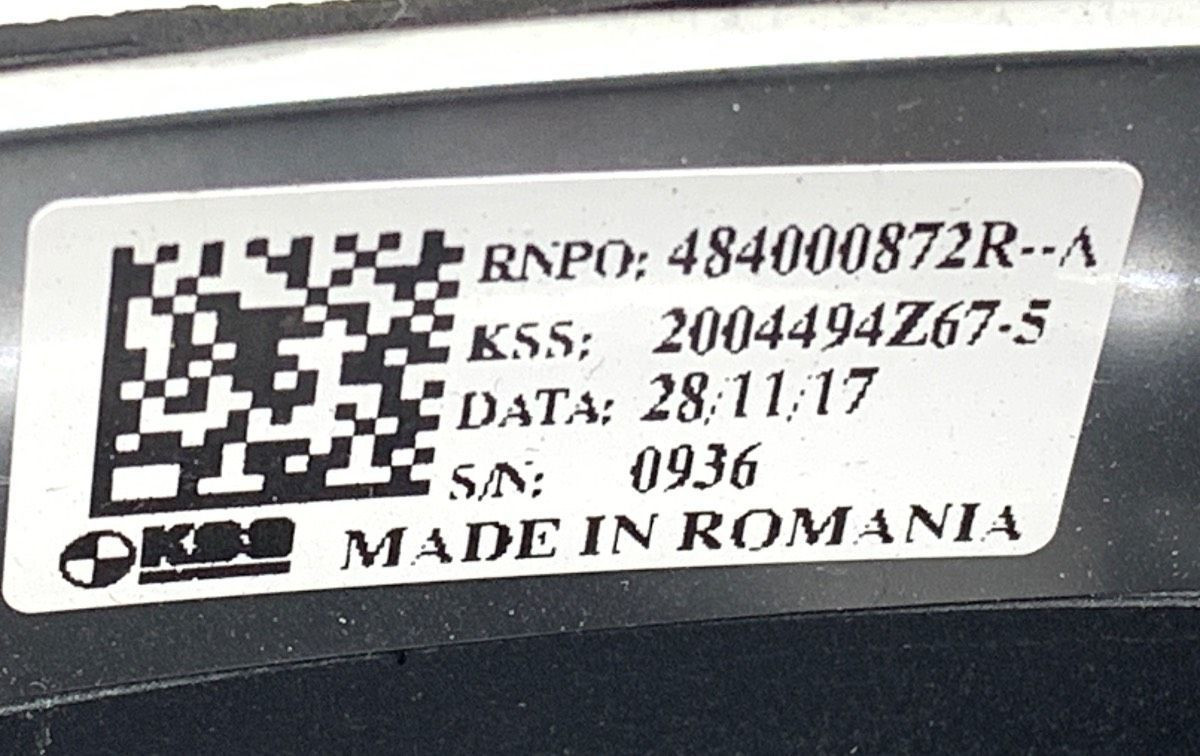 RNPO: 484000872R--A
KSS: 2004494Z67-5
DATA: 28/11/17
S/N: 0936
KSS MADE IN ROMANIA